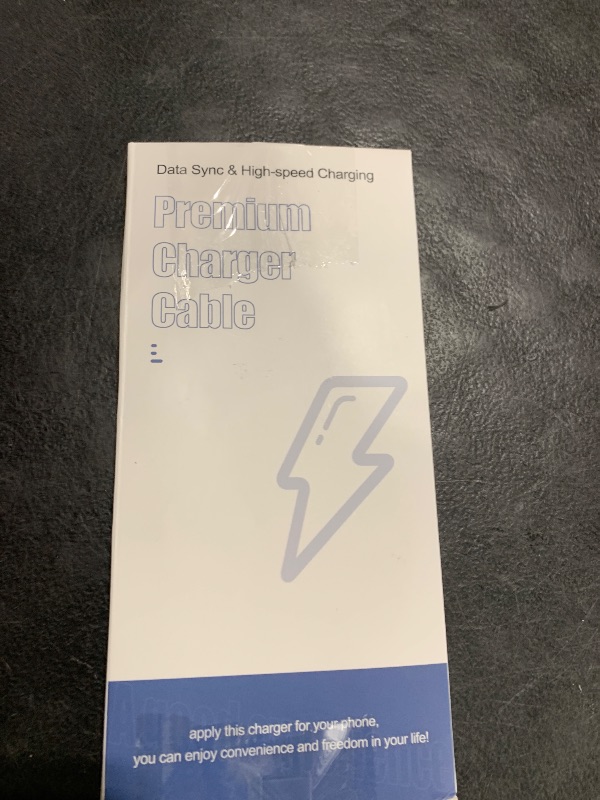 Data Sync & High-speed Charging
Premium
Charger
Cable
apply this charger for your phone,
you can enjoy convenience and freedom in your life!